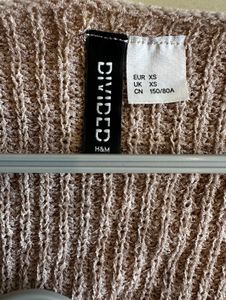 DIVIDED
H&M
EUR XS
UK XS
CN 150/80A